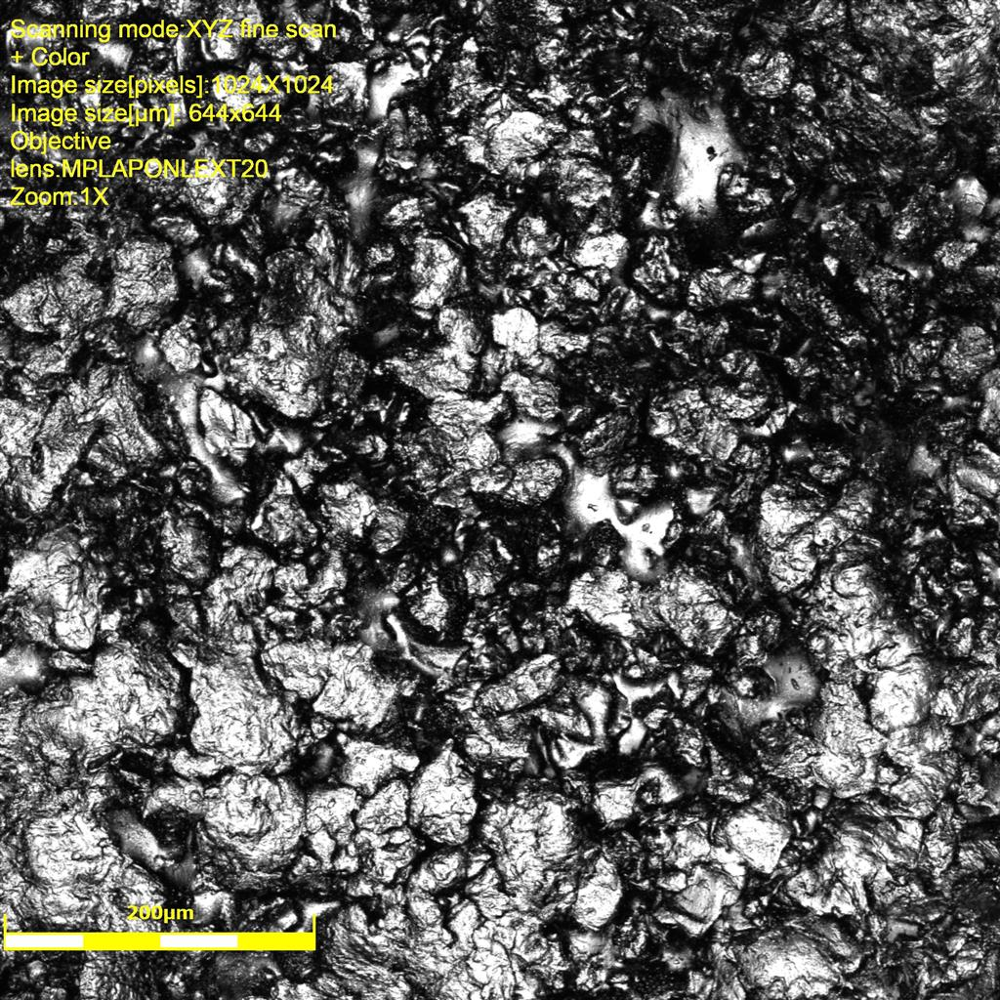 Scanning mode:XYZ fine scan
+ Color
Image size[pixels]:1024X1024
Image size[µm]: 644x644
Objective
lens:MPLAPONLEXT20
Zoom:1X
200µm